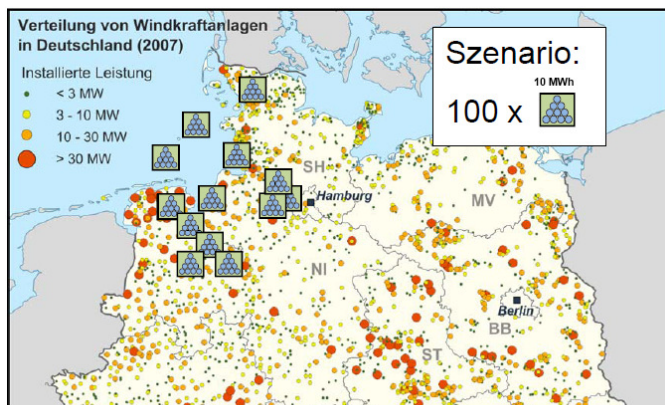 Verteilung von Windkraftanlagen
in Deutschland (2007)
Installierte Leistung
< 3 MW
3 - 10 MW
10 - 30 MW
> 30 MW
Szenario:
10 MWh
100 x
SH
Hamburg
MV
NI
Berlin
BB
ST